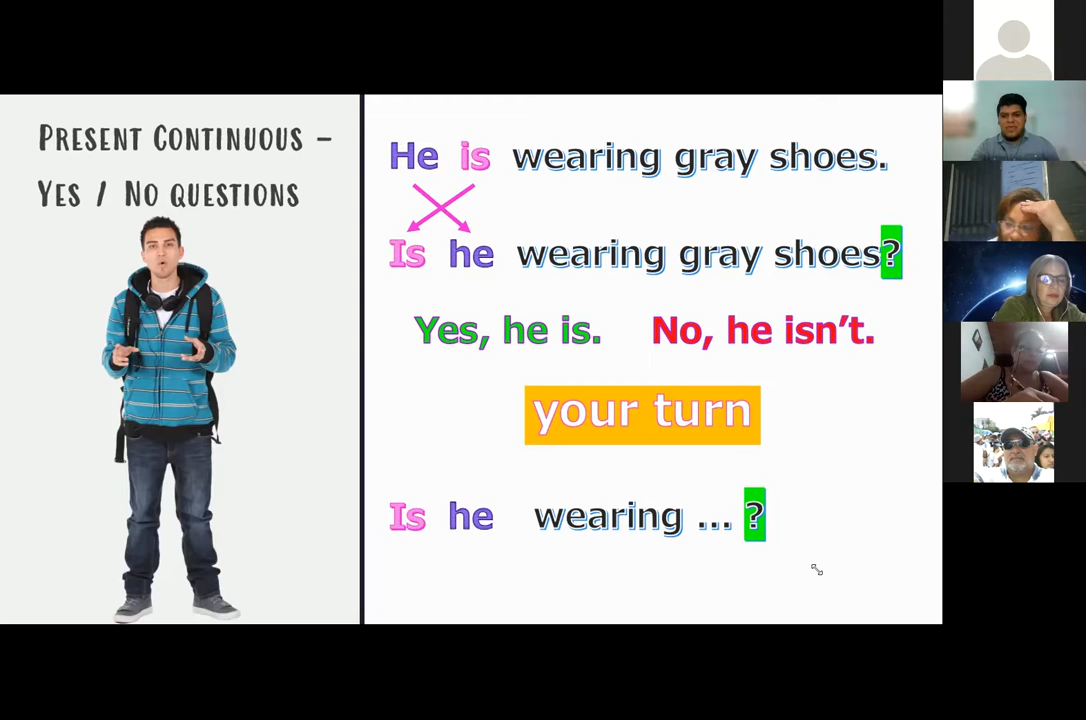 PRESENT CONTINUOUS –
YES / NO QUESTIONS
He is wearing gray shoes.
Is he wearing gray shoes?
Yes, he is. No, he isn’t.
your turn
Is he wearing ... ?